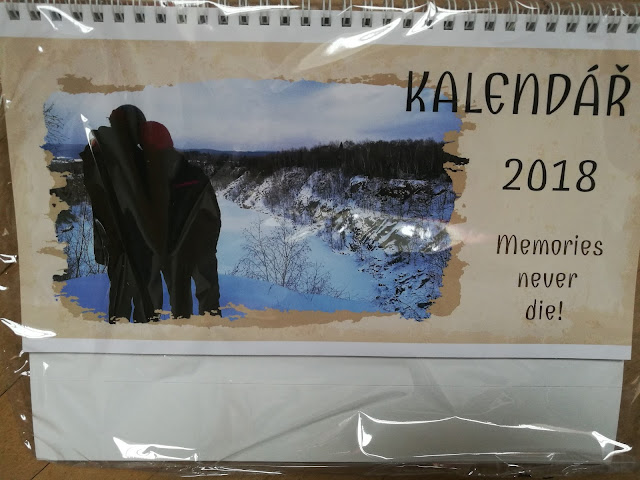 KALENDÁŘ
2018
Memories
never
die!